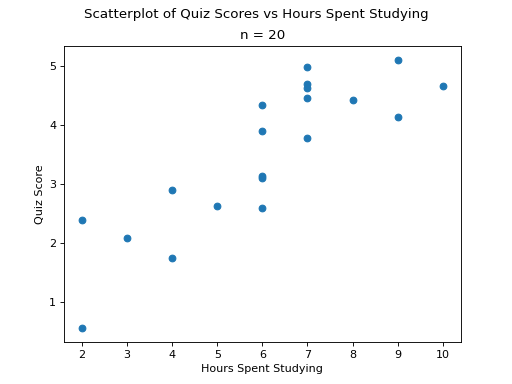 Scatterplot of Quiz Scores vs Hours Spent Studying
n = 20
5
4
3
2
1
Quiz Score
2 3 4 5 6 7 8 9 10
Hours Spent Studying